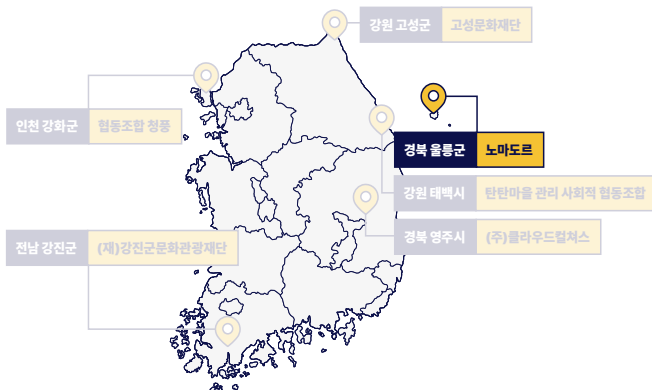 강원 고성군 고성문화재단
인천 강화군 협동조합 청풍
경북 울릉군 노마도르
강원 태백시 탄탄마을 관리 사회적 협동조합
경북 영주시 (주)클라우드컬쳐스
전남 강진군 (재)강진군문화관광재단